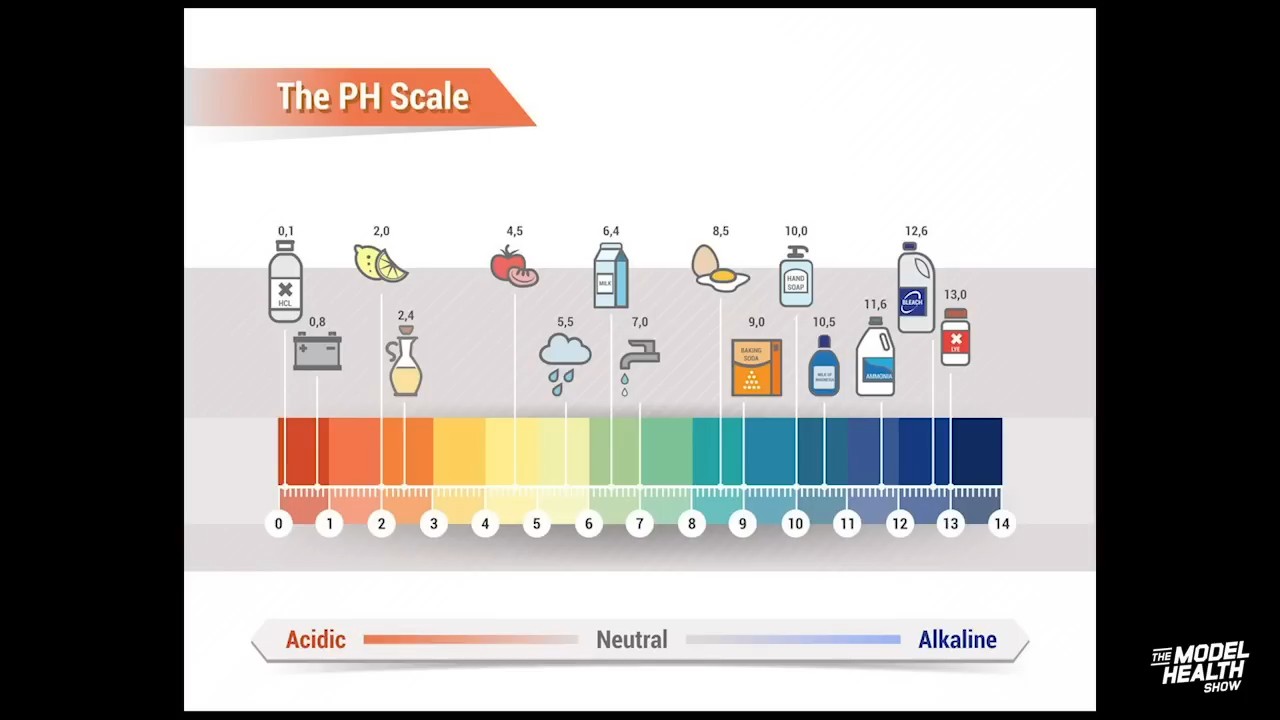 The PH Scale
0,1
2,0
4,5
6,4
8,5
10,0
12,6
HCL
0,8
2,4
5,5
MILK
7,0
9,0
BAKING
SODA
HAND
SOAP
10,5
MILK OF
MAGNESIA
11,6
AMMONIA
BLEACH
13,0
LYE
0 1 2 3 4 5 6 7 8 9 10 11 12 13 14
Acidic Neutral Alkaline
THE MODEL
HEALTH
SHOW